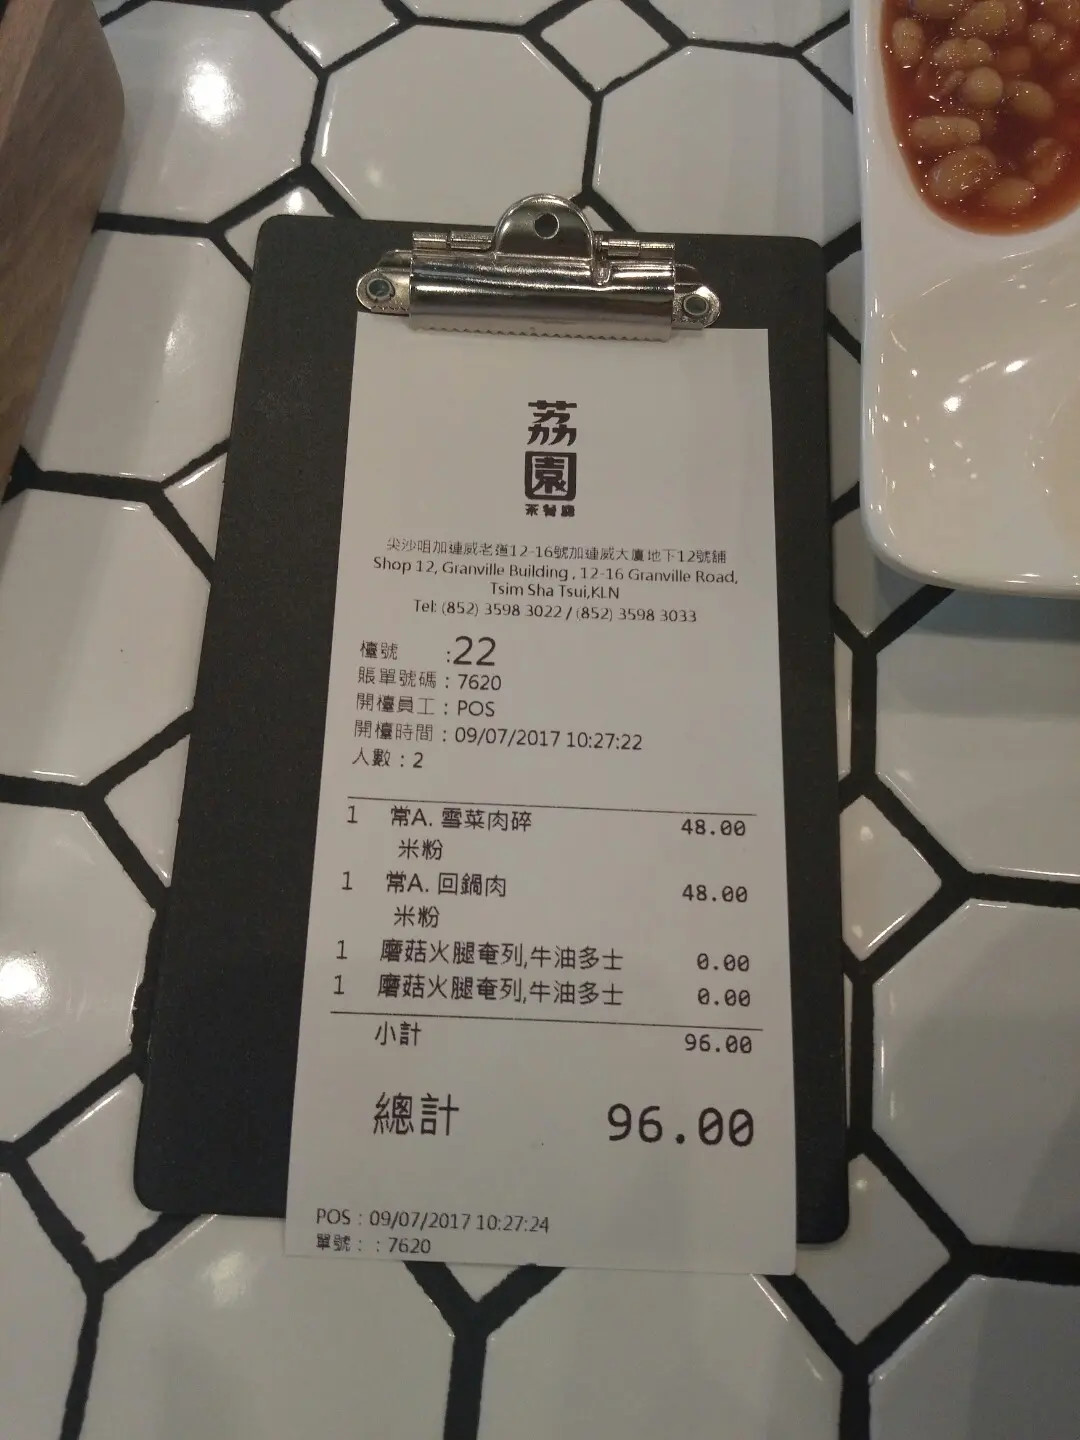 荔
園
茶餐廳
尖沙咀加連威老道12-16號加連威大廈地下12號舖
Shop 12, Granville Building , 12-16 Granville Road,
Tsim Sha Tsui,KLN
Tel: (852) 3598 3022 / (852) 3598 3033
檯號 :22
賬單號碼 : 7620
開檯員工 : POS
開檯時間 : 09/07/2017 10:27:22
人數 : 2
1 常A. 雪菜肉碎 48.00
米粉
1 常A. 回鍋肉 48.00
米粉
1 磨菇火腿奄列,牛油多士 0.00
1 磨菇火腿奄列,牛油多士 0.00
小計 96.00
總計 96.00
POS : 09/07/2017 10:27:24
單號 : : 7620